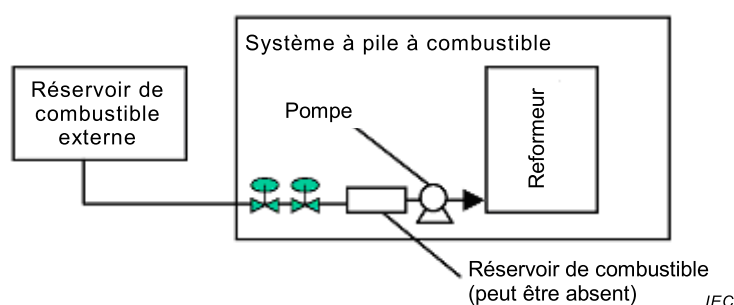 Système à pile à combustible
Réservoir de
combustible
externe
Pompe
Reformeur
Réservoir de combustible
(peut être absent)
IEC